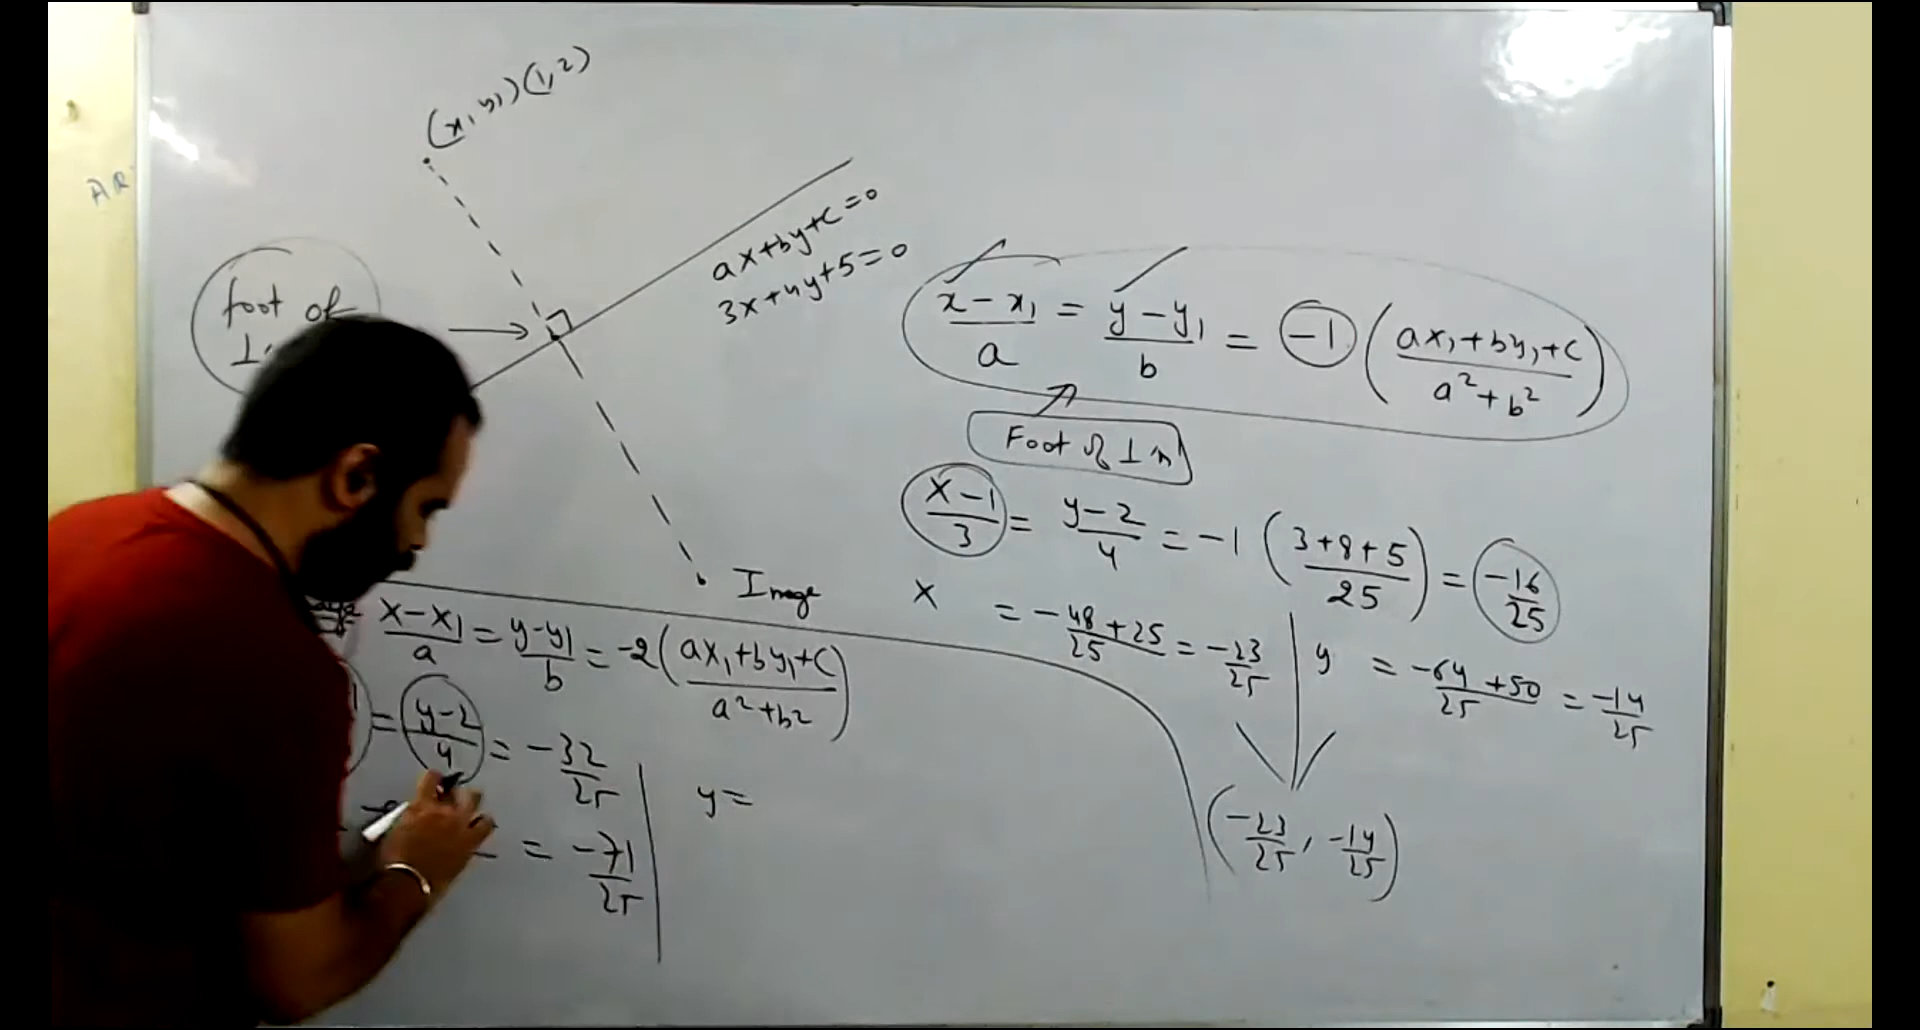 (x₁, y₁) (1, 2)
AR
ax+by+c=0
3x+4y+5=0
foot of
x-x₁/a = y-y₁/b = -1 (ax₁+by₁+c / a²+b²)
Foot of ⊥
x-1/3 = y-2/4 = -1 (3+8+5/25) = -16/25
x = -48+25/25 = -23/25
y = -64+50/25 = -14/25
(-23/25, -14/25)
Image
x-x₁/a = y-y₁/b = -2 (ax₁+by₁+c / a²+b²)
= y-2/4 = -32/25
= -71/25
y=